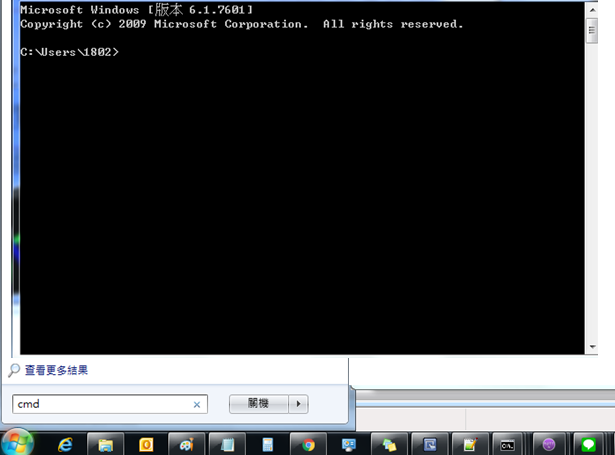 Microsoft Windows [版本 6.1.7601]
Copyright (c) 2009 Microsoft Corporation.  All rights reserved.
C:\Users\1802>
查看更多結果
cmd
關機